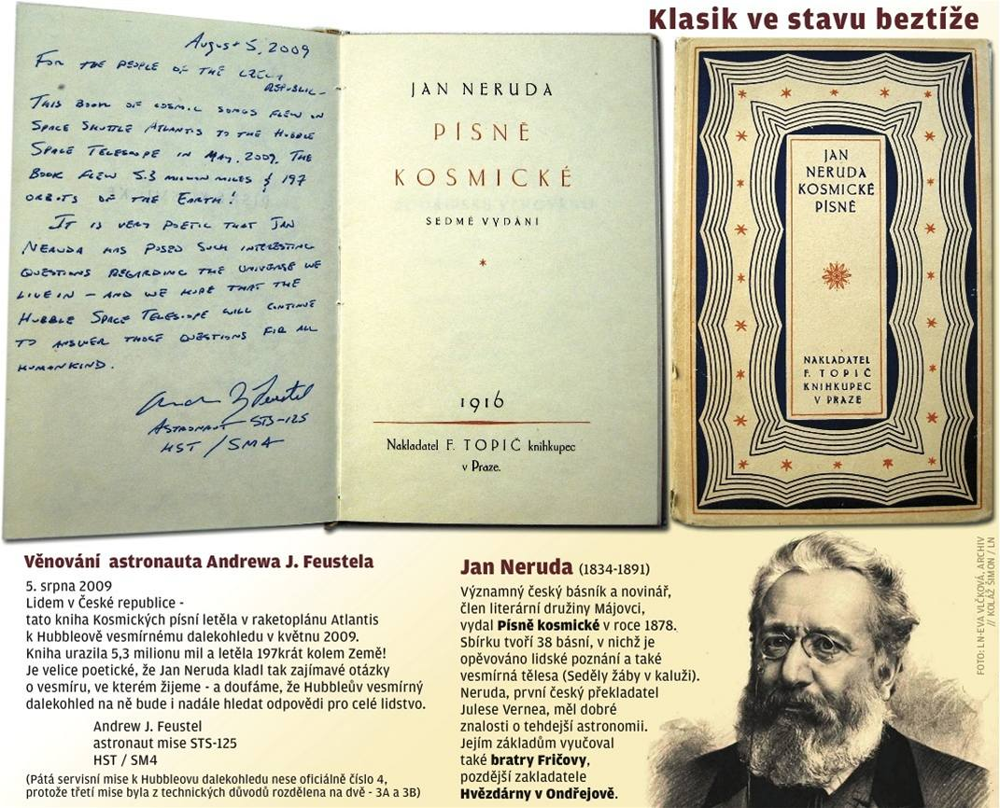 Klasik ve stavu beztíže
August 5, 2009
FOR THE PEOPLE OF THE CZECH
REPUBLIC -
THIS BOOK OF COSMIC SONGS FLEW ON
SPACE SHUTTLE ATLANTIS TO THE HUBBLE
SPACE TELESCOPE IN MAY, 2009. THE
BOOK FLEW 5.3 MILLION MILES & 197
ORBITS OF THE EARTH!
IT IS VERY POETIC THAT JAN
NERUDA HAS POSED SUCH INTERESTING
QUESTIONS REGARDING THE UNIVERSE WE
LIVE IN – AND WE HOPE THAT THE
HUBBLE SPACE TELESCOPE WILL CONTINUE
TO ANSWER THOSE QUESTIONS FOR ALL
HUMANKIND.
ASTRONAUT STS-125
HST / SM4
JAN NERUDA
PÍSNĚ
KOSMICKÉ
SEDMÉ VYDÁNÍ
*
1916
Nakladatel F. TOPIČ knihkupec
v Praze.
JAN
NERUDA
KOSMICKÉ
PÍSNĚ
NAKLADATEL
F. TOPIČ
KNIHKUPEC
V PRAZE
Věnování astronauta Andrewa J. Feustela
5. srpna 2009
Lidem v České republice -
tato kniha Kosmických písní letěla v raketoplánu Atlantis
k Hubbleově vesmírnému dalekohledu v květnu 2009.
Kniha urazila 5,3 milionu mil a letěla 197krát kolem Země!
Je velice poetické, že Jan Neruda kladl tak zajímavé otázky
o vesmíru, ve kterém žijeme - a doufáme, že Hubbleův vesmírný
dalekohled na ně bude i nadále hledat odpovědi pro celé lidstvo.
Andrew J. Feustel
astronaut mise STS-125
HST / SM4
(Pátá servisní mise k Hubbleovu dalekohledu nese oficiálně číslo 4,
protože třetí mise byla z technických důvodů rozdělena na dvě - 3A a 3B)
Jan Neruda (1834-1891)
Významný český básník a novinář,
člen literární družiny Májovci,
vydal Písně kosmické v roce 1878.
Sbírku tvoří 38 básní, v nichž je
opěvováno lidské poznání a také
vesmírná tělesa (Seděly žáby v kaluži).
Neruda, první český překladatel
Julese Vernea, měl dobré
znalosti o tehdejší astronomii.
Jejím základům vyučoval
také bratry Fričovy,
pozdější zakladatele
Hvězdárny v Ondřejově.
FOTO: LN-EVA VLČKOVÁ, ARCHIV
// KOLÁŽ ŠIMON / LN